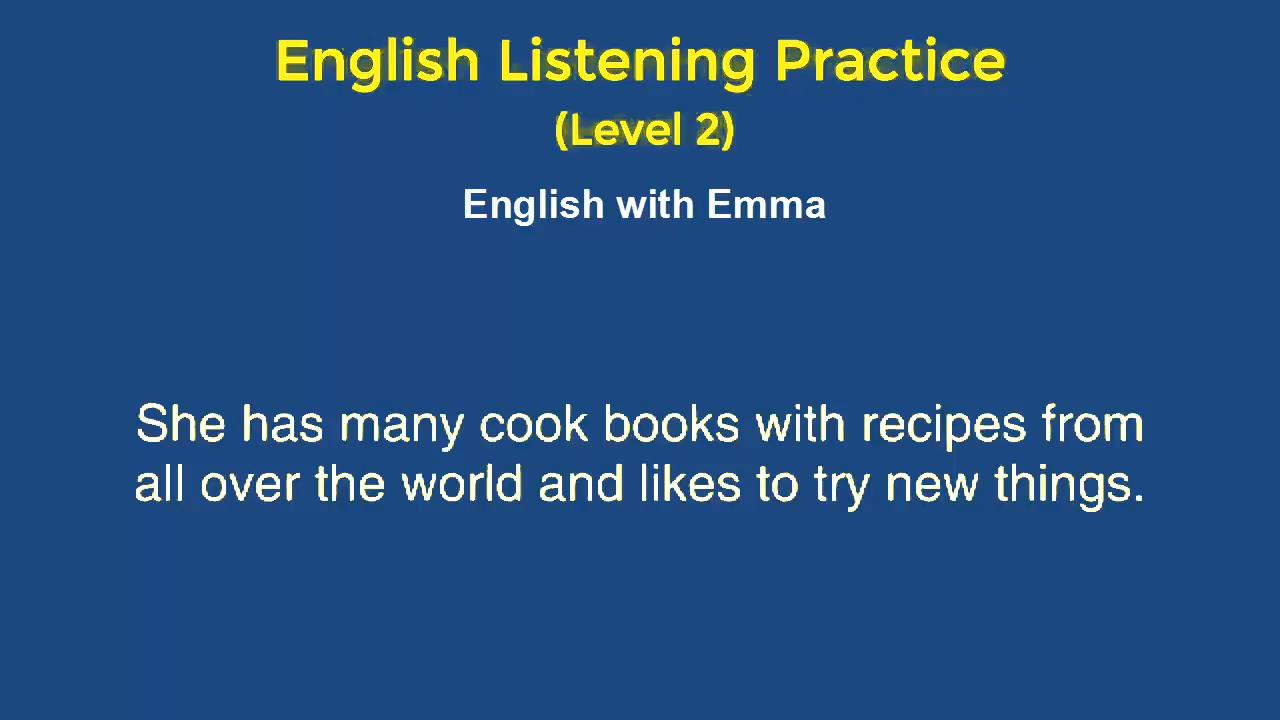 English Listening Practice
(Level 2)
English with Emma
She has many cook books with recipes from
all over the world and likes to try new things.